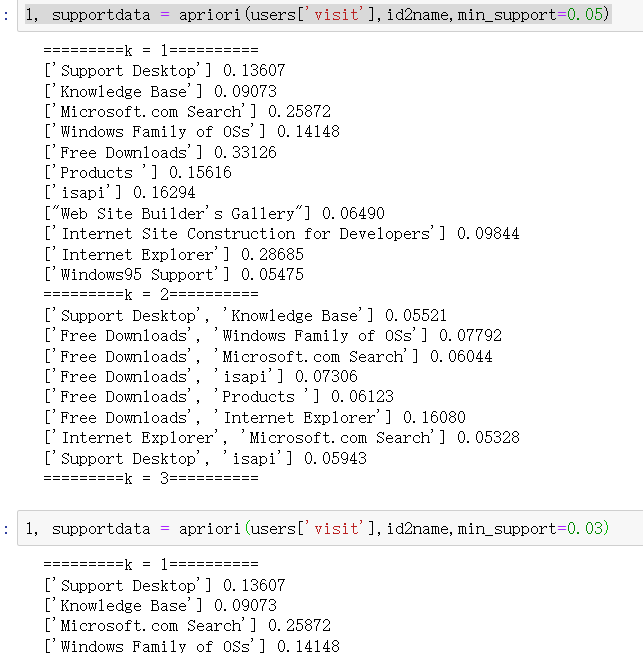 : 1, supportdata = apriori(users['visit'],id2name,min_support=0.05)
=========k = 1==========
['Support Desktop'] 0.13607
['Knowledge Base'] 0.09073
['Microsoft.com Search'] 0.25872
['Windows Family of OSs'] 0.14148
['Free Downloads'] 0.33126
['Products '] 0.15616
['isapi'] 0.16294
["Web Site Builder's Gallery"] 0.06490
['Internet Site Construction for Developers'] 0.09844
['Internet Explorer'] 0.28685
['Windows95 Support'] 0.05475
=========k = 2==========
['Support Desktop', 'Knowledge Base'] 0.05521
['Free Downloads', 'Windows Family of OSs'] 0.07792
['Free Downloads', 'Microsoft.com Search'] 0.06044
['Free Downloads', 'isapi'] 0.07306
['Free Downloads', 'Products '] 0.06123
['Free Downloads', 'Internet Explorer'] 0.16080
['Internet Explorer', 'Microsoft.com Search'] 0.05328
['Support Desktop', 'isapi'] 0.05943
=========k = 3==========
: 1, supportdata = apriori(users['visit'],id2name,min_support=0.03)
=========k = 1==========
['Support Desktop'] 0.13607
['Knowledge Base'] 0.09073
['Microsoft.com Search'] 0.25872
['Windows Family of OSs'] 0.14148